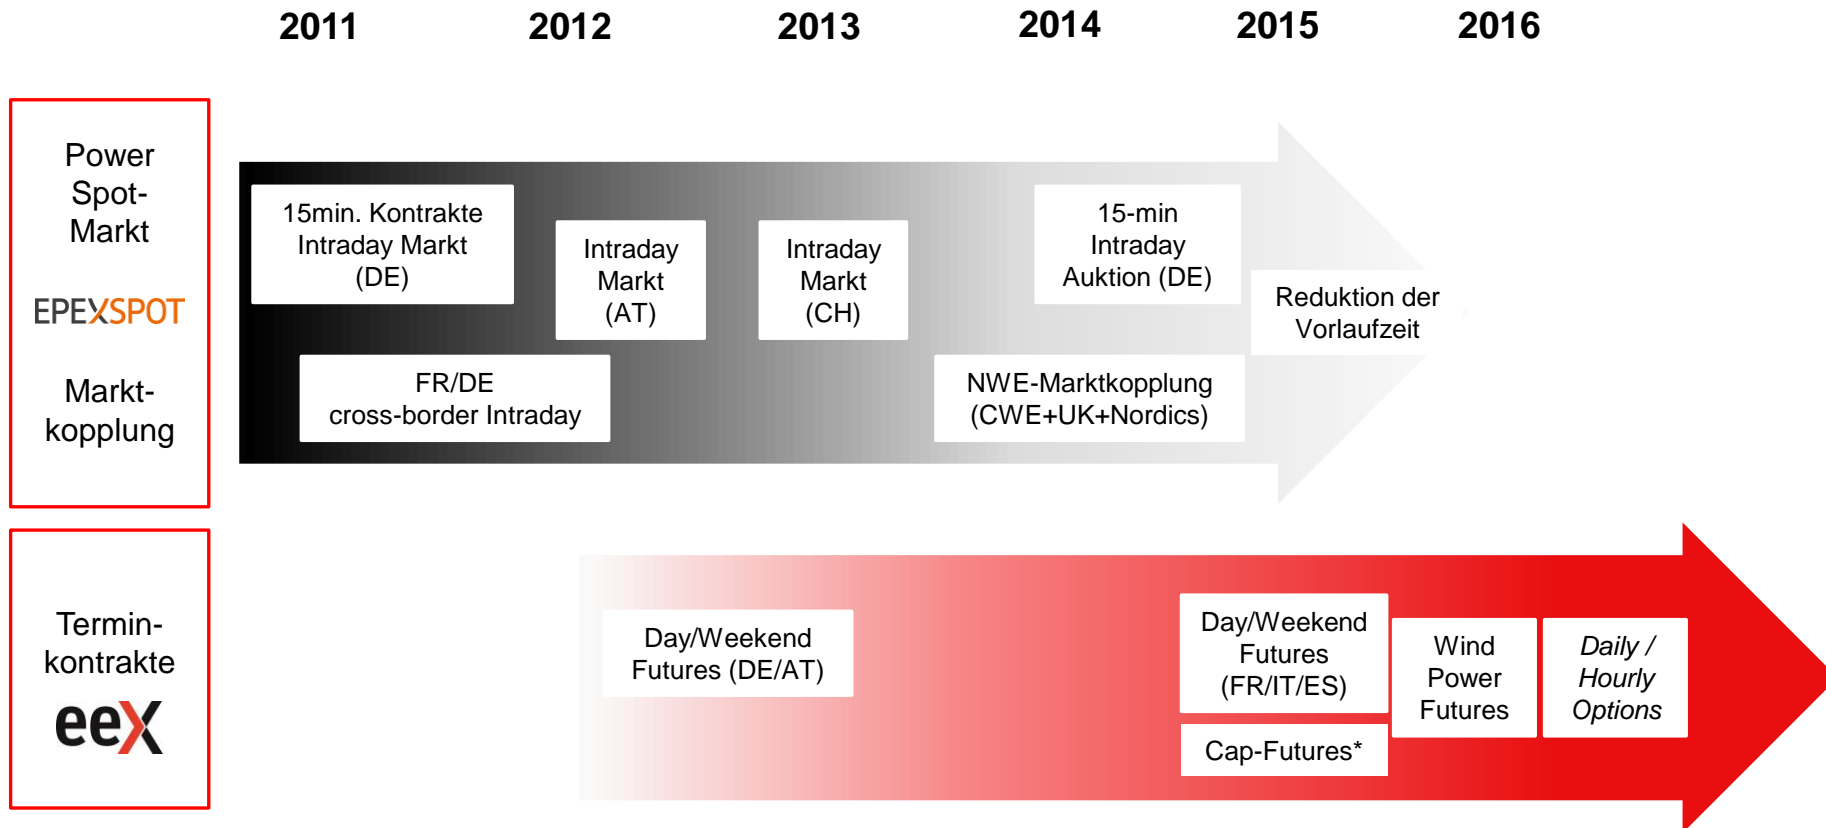 2011 2012 2013 2014 2015 2016
Power
Spot-
Markt
EPEXSPOT
Markt-
kopplung
15min. Kontrakte
Intraday Markt
(DE)
Intraday
Markt
(AT)
Intraday
Markt
(CH)
15-min
Intraday
Auktion (DE)
Reduktion der
Vorlaufzeit
FR/DE
cross-border Intraday
NWE-Marktkopplung
(CWE+UK+Nordics)
Termin-
kontrakte
eex
Day/Weekend
Futures (DE/AT)
Day/Weekend
Futures
(FR/IT/ES)
Cap-Futures*
Wind
Power
Futures
Daily /
Hourly
Options